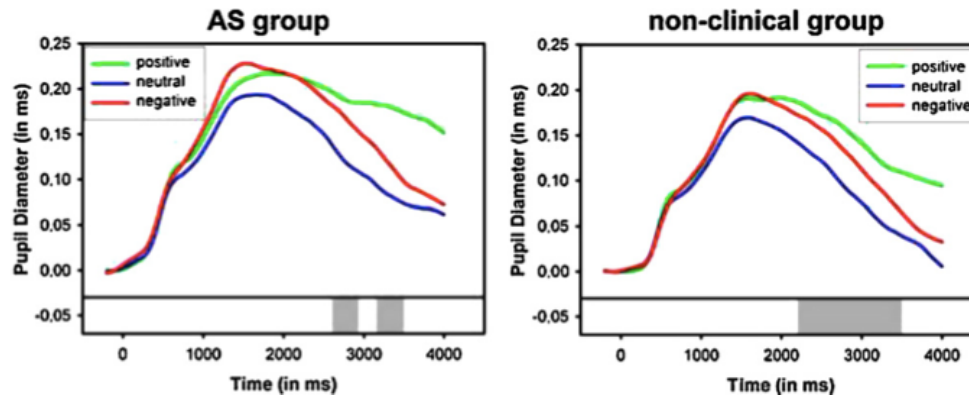 AS group
0,25
0,20
0,15
0.10
0.05
0.00
-0.05
Pupil Diameter (in ms)
positive
neutral
negative
0
1000
2000
3000
4000
Time (in ms)
non-clinical group
0,25
0,20
0.15
0.10
0.05
0.00
-0.05
Pupil Diameter (in ms)
positive
neutral
negative
0
1000
2000
3000
4000
Time (in ms)